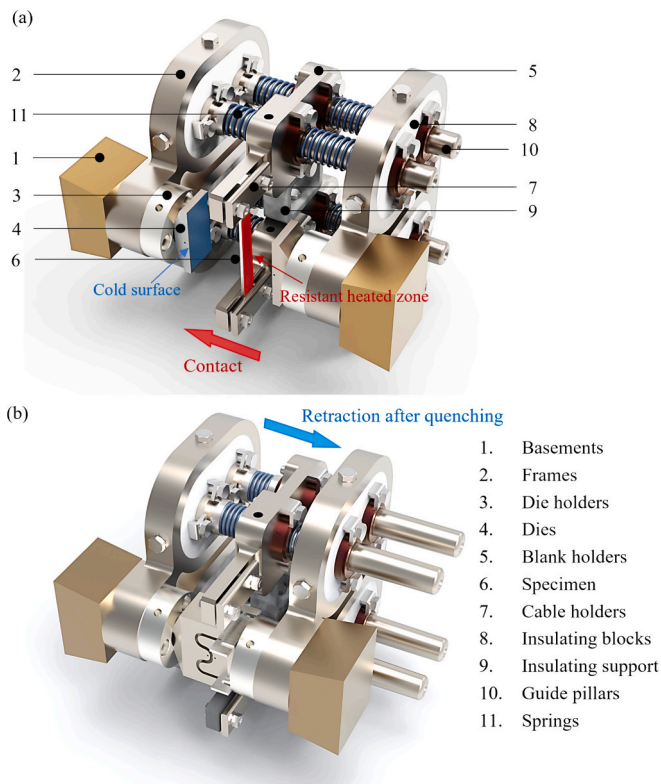 (a)
2
5
11
8
1
10
3
7
4
9
6
Cold surface
Resistant heated zone
Contact
(b)
Retraction after quenching
1. Basements
2. Frames
3. Die holders
4. Dies
5. Blank holders
6. Specimen
7. Cable holders
8. Insulating blocks
9. Insulating support
10. Guide pillars
11. Springs